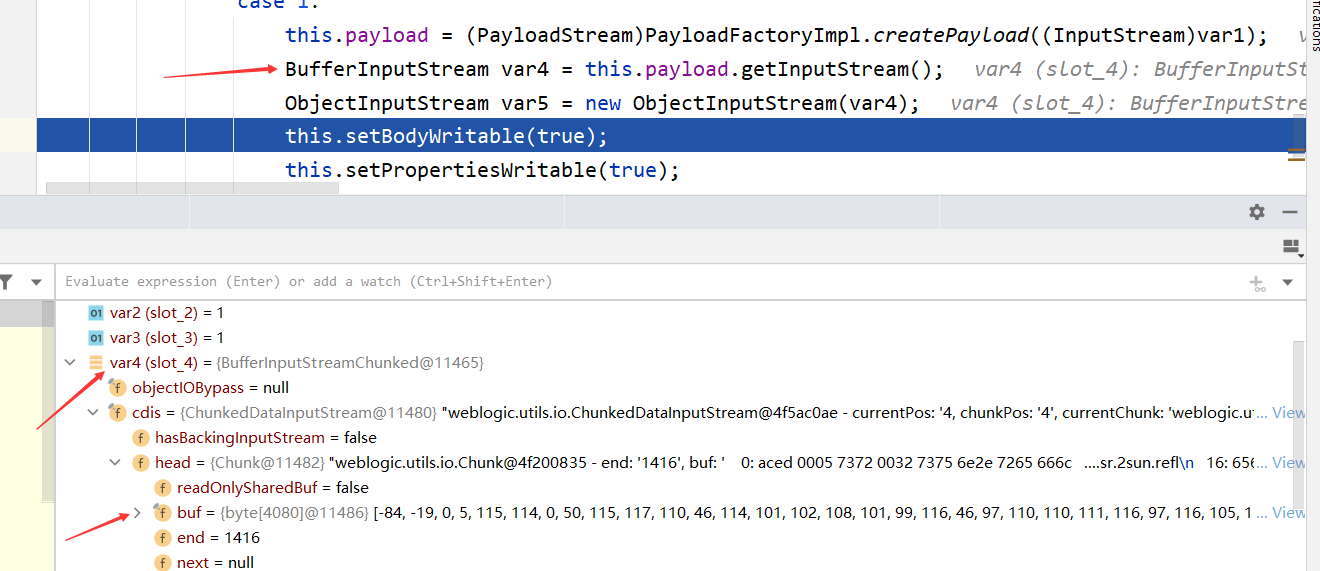 case 1:
this.payload = (PayloadStream)PayloadFactoryImpl.createPayload((InputStream)var1);
BufferInputStream var4 = this.payload.getInputStream(); var4 (slot_4): BufferInputSt
ObjectInputStream var5 = new ObjectInputStream(var4); var4 (slot_4): BufferInputStre
this.setBodyWritable(true);
this.setPropertiesWritable(true);
fications
Evaluate expression (Enter) or add a watch (Ctrl+Shift+Enter)
01 var2 (slot_2) = 1
01 var3 (slot_3) = 1
var4 (slot_4) = {BufferInputStreamChunked@11465}
f objectIOBypass = null
f cdis = {ChunkedDataInputStream@11480} "weblogic.utils.io.ChunkedDataInputStream@4f5ac0ae - currentPos: '4, chunkPos: '4', currentChunk: 'weblogic.ut ... View
f hasBackingInputStream = false
f head = {Chunk@11482} "weblogic.utils.io.Chunk@4f200835 - end: '1416', buf: ' 0: aced 0005 7372 0032 7375 6e2e 7265 666c ....sr.2sun.refl\n 16: 656 ... View
f readOnlySharedBuf = false
f buf = {byte[4080]@11486} [-84, -19, 0, 5, 115, 114, 0, 50, 115, 117, 110, 46, 114, 101, 102, 108, 101, 99, 116, 46, 97, 110, 110, 111, 116, 97, 116, 105, 1 ... View
f end = 1416
f next = null